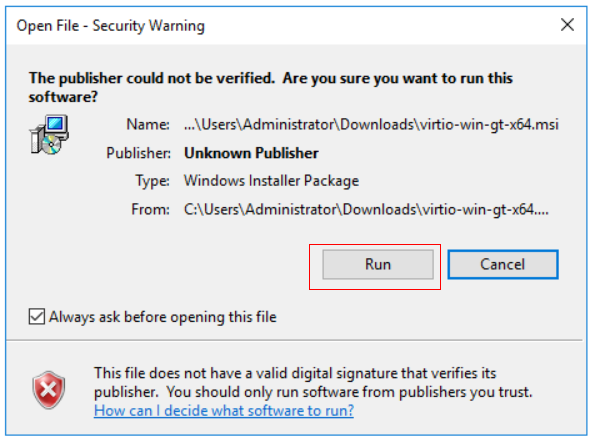 Open File - Security Warning
The publisher could not be verified. Are you sure you want to run this
software?
Name: ...\Users\Administrator\Downloads\virtio-win-gt-x64.msi
Publisher: Unknown Publisher
Type: Windows Installer Package
From: C:\Users\Administrator\Downloads\virtio-win-gt-x64....
Run Cancel
Always ask before opening this file
This file does not have a valid digital signature that verifies its
publisher. You should only run software from publishers you trust.
How can I decide what software to run?